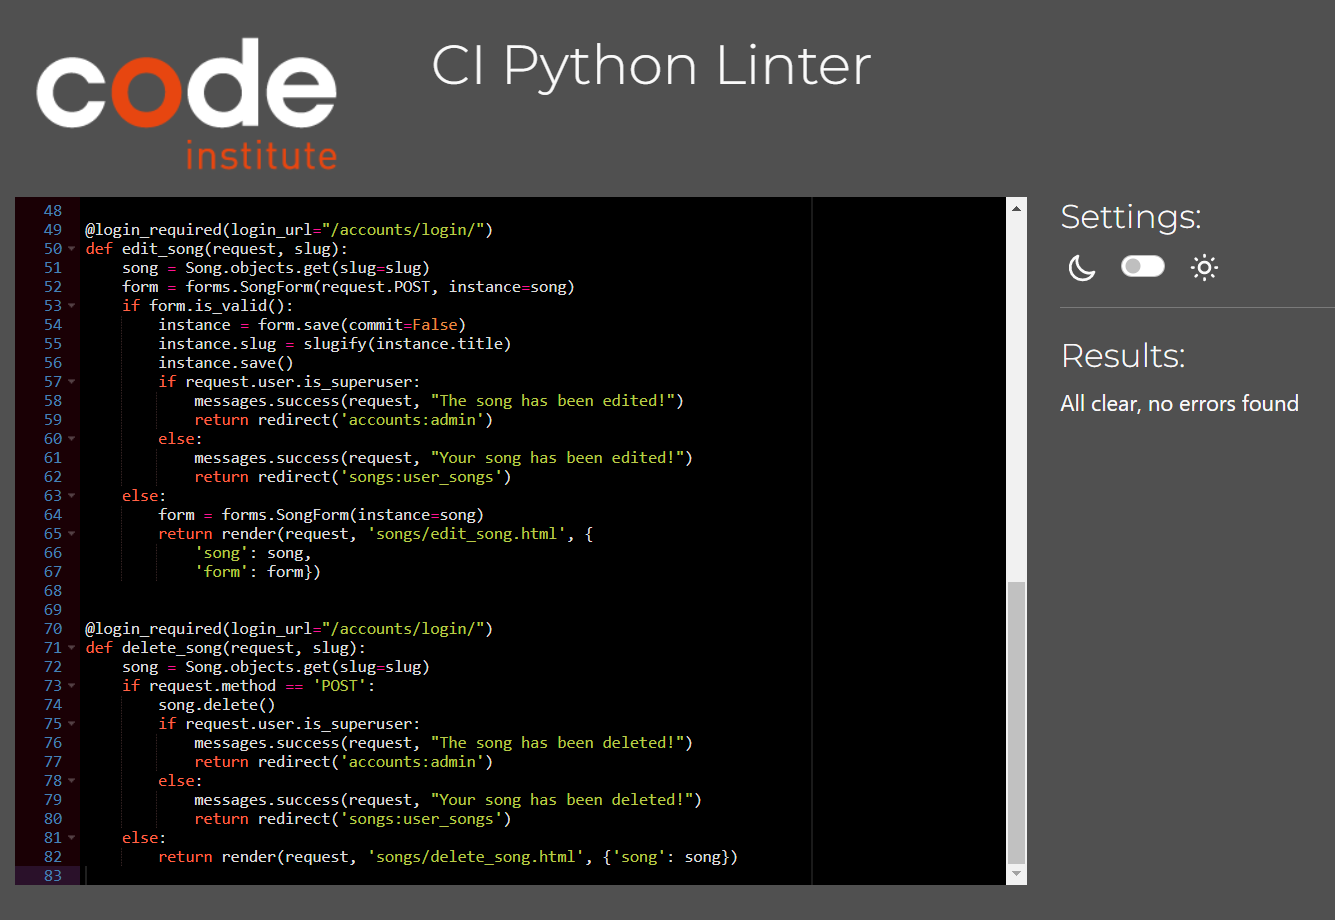 code
institute
CI Python Linter
48
49 @login_required(login_url="/accounts/login/")
50 def edit_song(request, slug):
51     song = Song.objects.get(slug=slug)
52     form = forms.SongForm(request.POST, instance=song)
53     if form.is_valid():
54         instance = form.save(commit=False)
55         instance.slug = slugify(instance.title)
56         instance.save()
57         if request.user.is_superuser:
58             messages.success(request, "The song has been edited!")
59             return redirect('accounts:admin')
60         else:
61             messages.success(request, "Your song has been edited!")
62             return redirect('songs:user_songs')
63     else:
64         form = forms.SongForm(instance=song)
65         return render(request, 'songs/edit_song.html', {
66             'song': song,
67             'form': form})
68
69
70 @login_required(login_url="/accounts/login/")
71 def delete_song(request, slug):
72     song = Song.objects.get(slug=slug)
73     if request.method == 'POST':
74         song.delete()
75         if request.user.is_superuser:
76             messages.success(request, "The song has been deleted!")
77             return redirect('accounts:admin')
78         else:
79             messages.success(request, "Your song has been deleted!")
80             return redirect('songs:user_songs')
81     else:
82         return render(request, 'songs/delete_song.html', {'song': song})
83
Settings:
Results:
All clear, no errors found